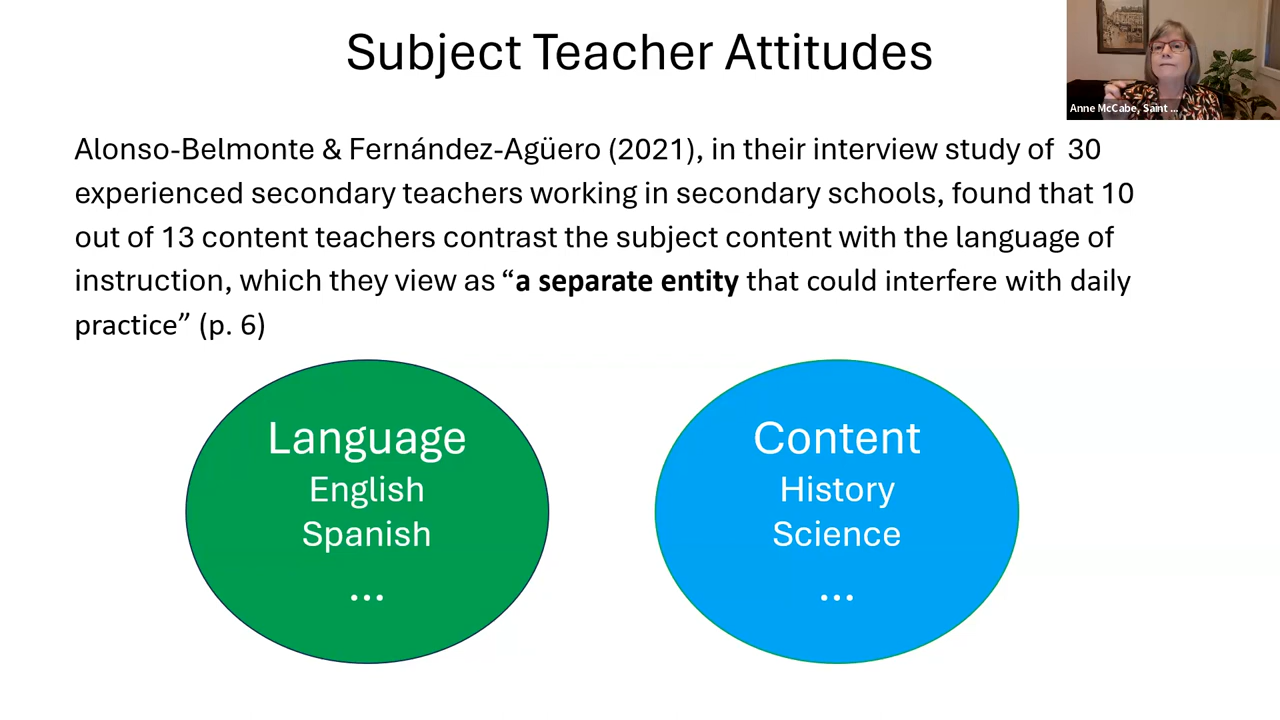 Subject Teacher Attitudes
Anne McCabe, Saint ...
Alonso-Belmonte & Fernández-Agüero (2021), in their interview study of 30
experienced secondary teachers working in secondary schools, found that 10
out of 13 content teachers contrast the subject content with the language of
instruction, which they view as “a separate entity that could interfere with daily
practice” (p. 6)
Language
English
Spanish
...
Content
History
Science
...